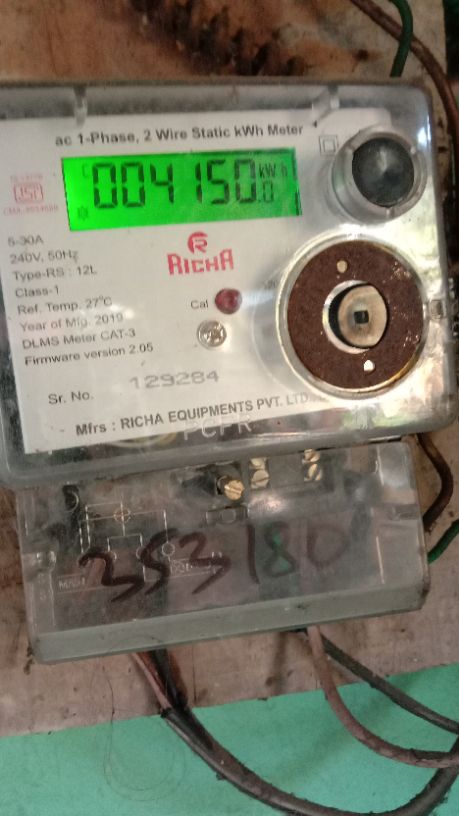 ac 1-Phase, 2 Wire Static kWh Meter
C 004150.0 kWh
5-30A
240V, 50Hz
Type-RS : 12L
Class-1
Ref. Temp. 27°C
Year of Mfg. 2019
DLMS Meter CAT-3
Firmware version 2.05
RICHA
Cal
Sr. No. 129284
Mfrs : RICHA EQUIPMENTS PVT. LTD.
353180